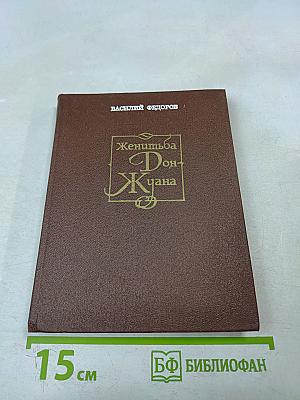 ВАСИЛИЙ ФЕДОРОВ
Женитьба
Дон-
Жуана
15 см
БФ БИБЛИОФАН